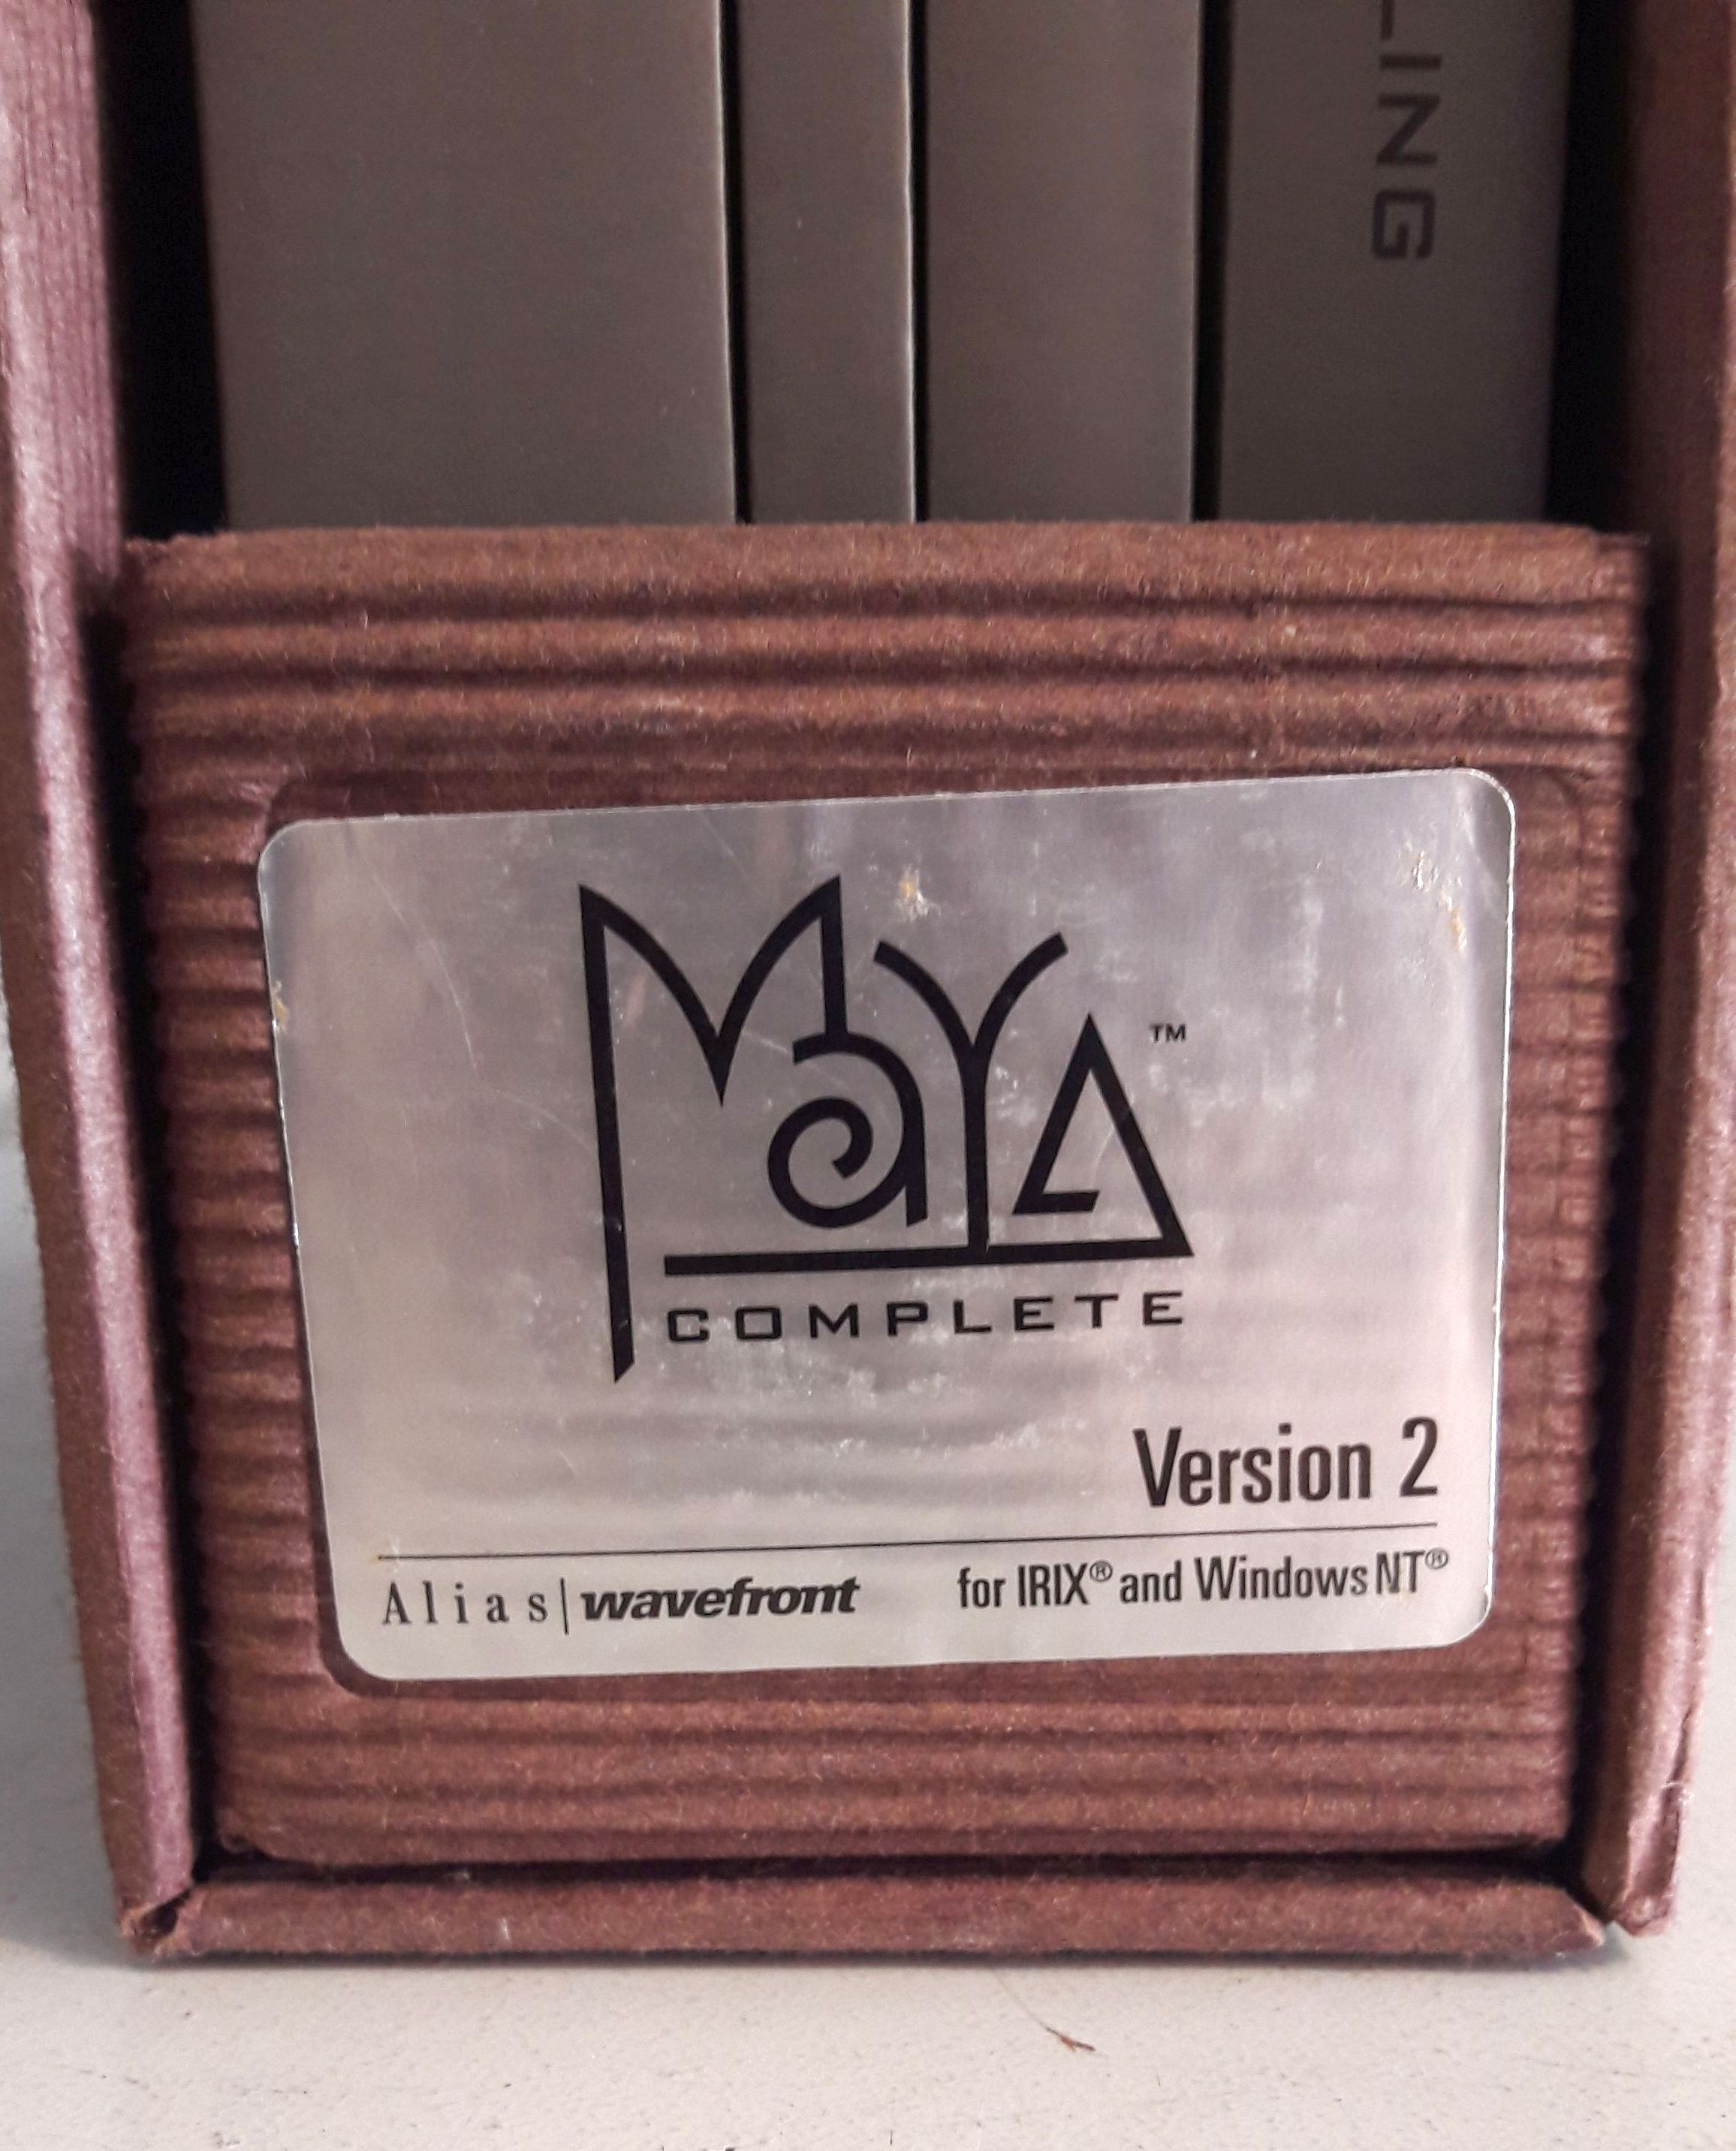 LING
MaYA™
COMPLETE
Version 2
Alias|wavefront for IRIX® and Windows NT®